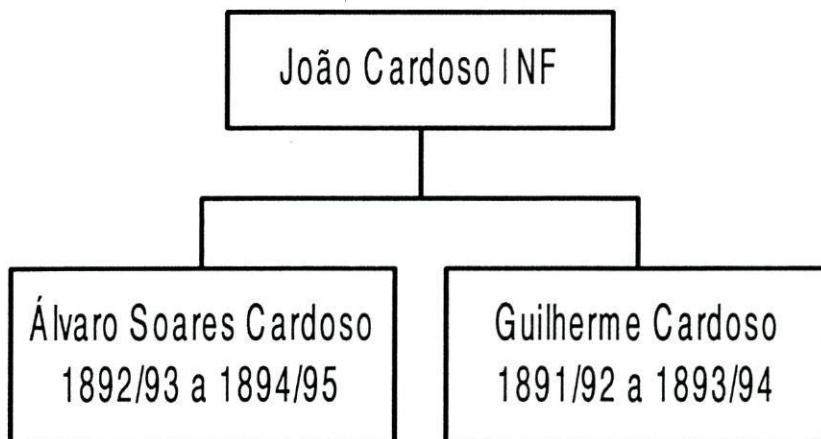 João Cardoso INF
Álvaro Soares Cardoso
1892/93 a 1894/95
Guilherme Cardoso
1891/92 a 1893/94